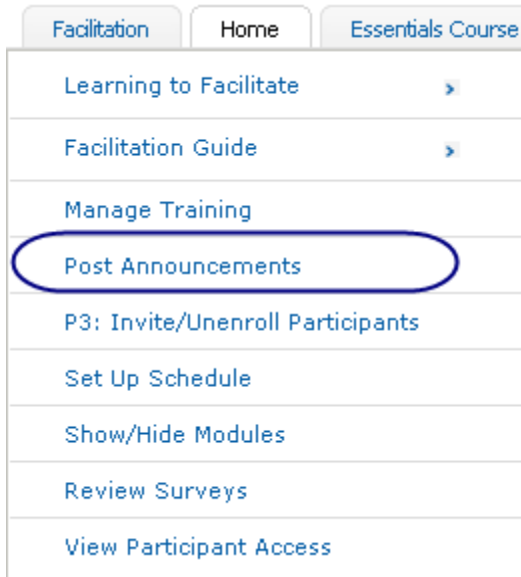 Facilitation Home Essentials Course
Learning to Facilitate
Facilitation Guide
Manage Training
Post Announcements
P3: Invite/Unenroll Participants
Set Up Schedule
Show/Hide Modules
Review Surveys
View Participant Access